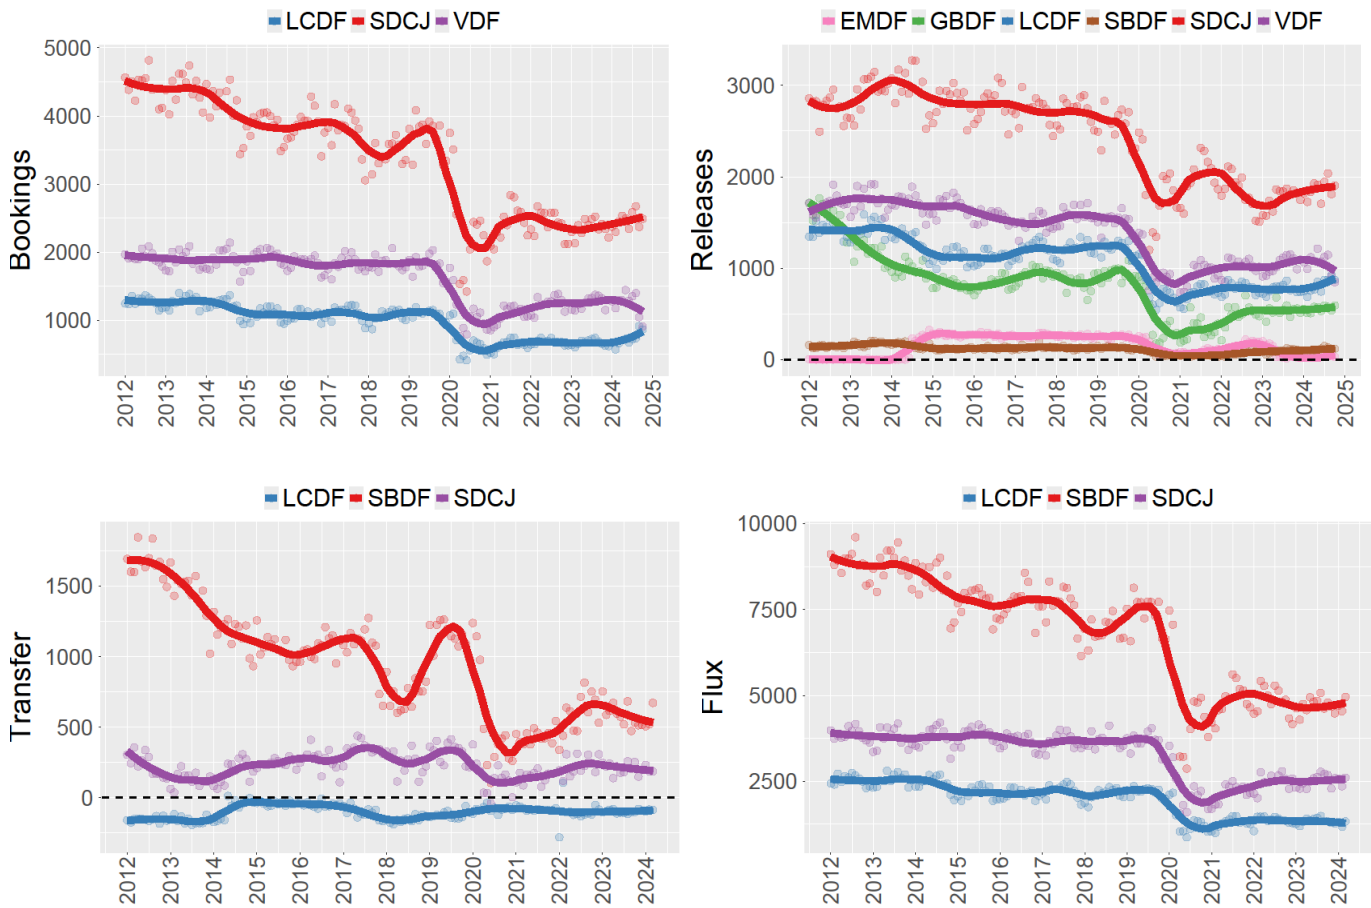 LCDF SDCJ VDF
Bookings
5000
4000
3000
2000
1000
2012 2013 2014 2015 2016 2017 2018 2019 2020 2021 2022 2023 2024 2025
EMDF GBDF LCDF SBDF SDCJ VDF
Releases
3000
2000
1000
0
2012 2013 2014 2015 2016 2017 2018 2019 2020 2021 2022 2023 2024 2025
LCDF SBDF SDCJ
Transfer
1500
1000
500
0
2012 2013 2014 2015 2016 2017 2018 2019 2020 2021 2022 2023 2024
LCDF SBDF SDCJ
Flux
10000
7500
5000
2500
2012 2013 2014 2015 2016 2017 2018 2019 2020 2021 2022 2023 2024